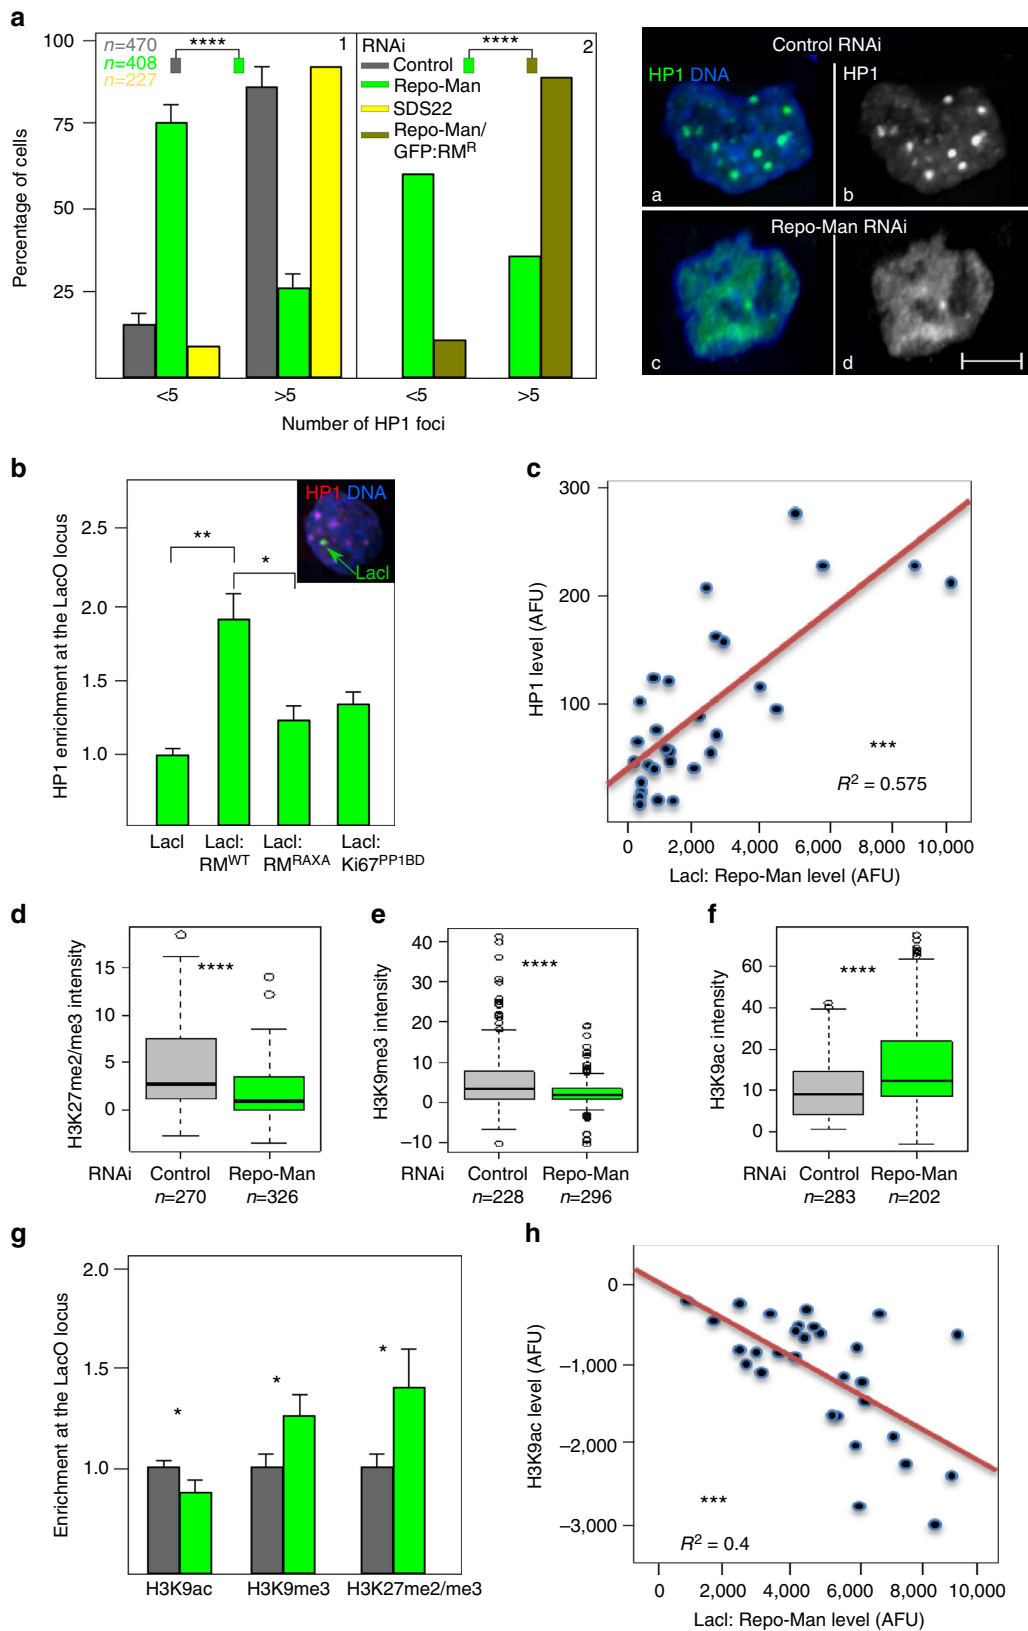 a
100
75
50
25
Percentage of cells
n=470
n=408
n=227
****
1
RNAi
Control
Repo-Man
SDS22
Repo-Man/
GFP:RM^R
****
2
<5
>5
<5
>5
Number of HP1 foci
Control RNAi
HP1 DNA
HP1
a
b
Repo-Man RNAi
c
d
b
HP1 enrichment at the LacO locus
2.5
2.0
1.5
1.0
**
*
HP1 DNA
LacI
LacI
LacI:
RM^WT
LacI:
RM^RAXA
LacI:
Ki67^PP1BD
c
HP1 level (AFU)
300
200
100
***
R² = 0.575
0
2,000
4,000
6,000
8,000
10,000
LacI: Repo-Man level (AFU)
d
H3K27me2/me3 intensity
15
10
5
0
****
RNAi
Control
Repo-Man
n=270
n=326
e
H3K9me3 intensity
40
30
20
10
0
–10
****
RNAi
Control
Repo-Man
n=228
n=296
f
H3K9ac intensity
60
40
20
10
0
****
RNAi
Control
Repo-Man
n=283
n=202
g
Enrichment at the LacO locus
2.0
1.5
1.0
*
*
*
H3K9ac
H3K9me3
H3K27me2/me3
h
H3K9ac level (AFU)
0
–1,000
–2,000
–3,000
***
R² = 0.4
0
2,000
4,000
6,000
8,000
10,000
LacI: Repo-Man level (AFU)